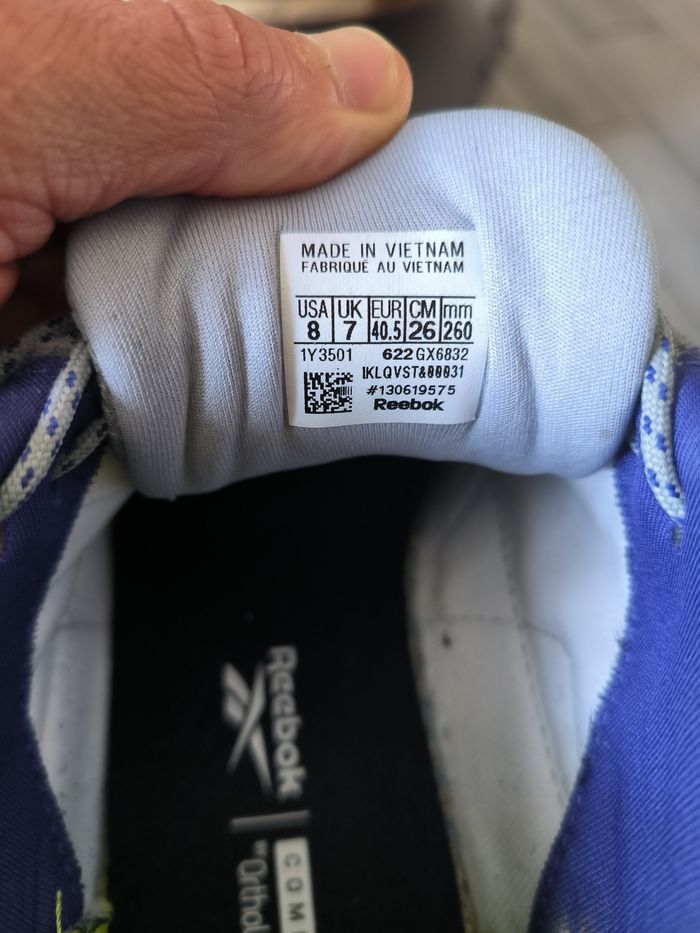 MADE IN VIETNAM
FABRIQUÉ AU VIETNAM
USA UK EUR CM mm
8 7 40.5 26 260
1Y3501 622 GX6832
#130619575
Reebok
Reebok